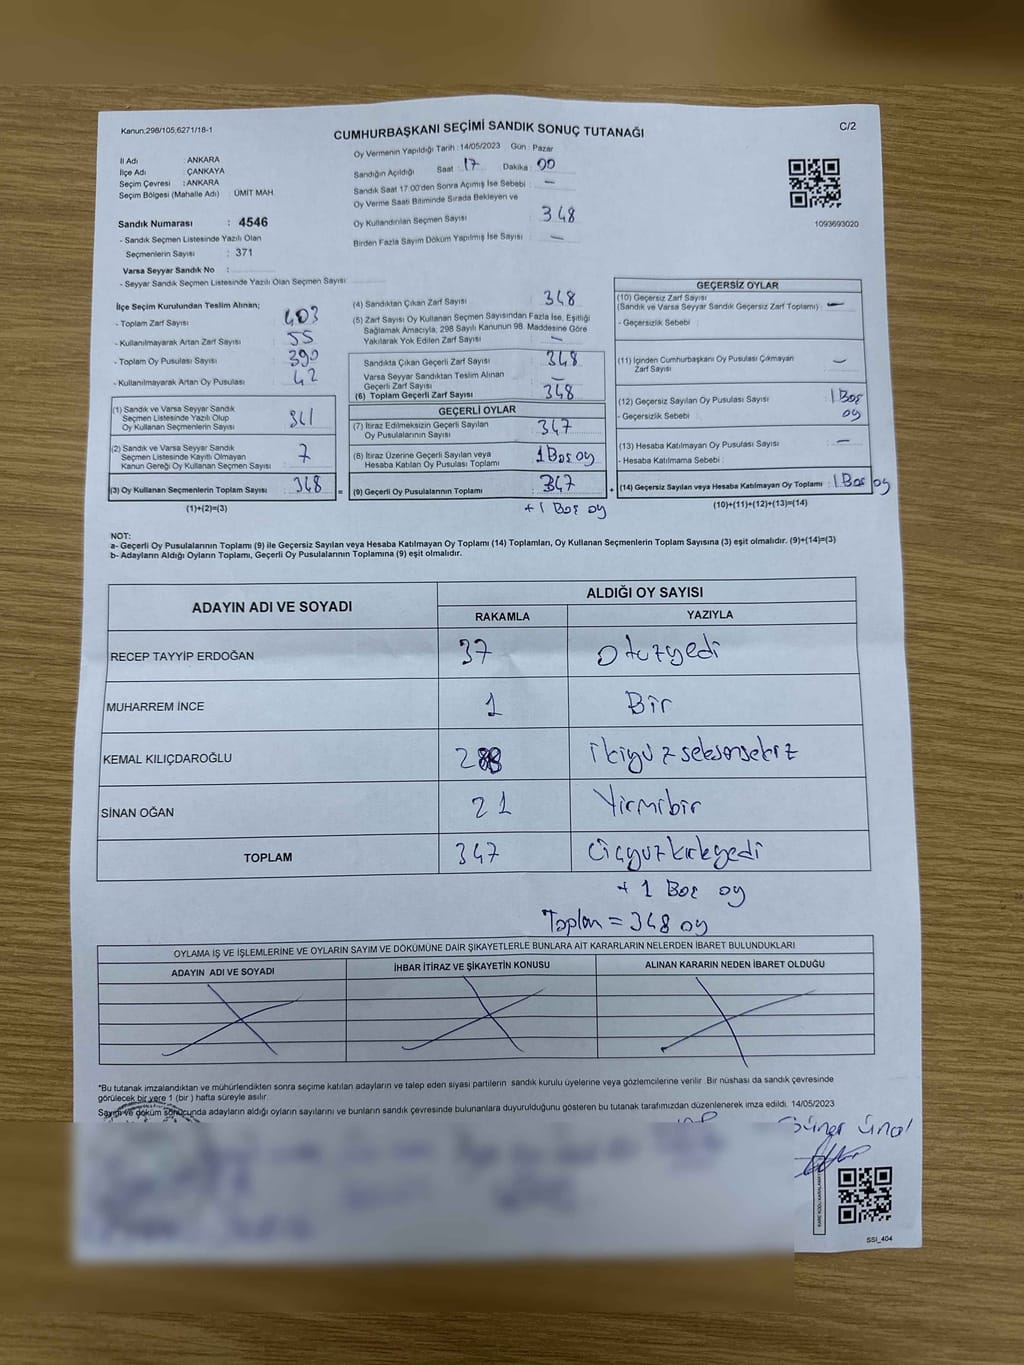 Kanun;298/105,6271/18-1
CUMHURBAŞKANI SEÇİMİ SANDIK SONUÇ TUTANAĞI
C/2
İl Adı : ANKARA
İlçe Adı : ÇANKAYA
Seçim Çevresi : ANKARA
Seçim Bölgesi (Mahalle Adı) : ÜMİT MAH.
Sandık Numarası : 4546
- Sandık Seçmen Listesinde Yazılı Olan
Seçmenlerin Sayısı : 371
Varsa Seyyar Sandık No :
- Seyyar Sandık Seçmen Listesinde Yazılı Olan Seçmen Sayısı :
Oy Vermenin Yapıldığı Tarih : 14/05/2023 Gün : Pazar
Sandığın Açıldığı Saat : 17 Dakika : 00
Sandık Saat 17:00'den Sonra Açımış İse Sebebi : —
Oy Verme Saati Bitiminde Sırada Bekleyen ve
Oy Kullandırılan Seçmen Sayısı 348
Birden Fazla Sayım Döküm Yapılmış İse Sayısı : —
1093693020
İlçe Seçim Kurulundan Teslim Alınan;
- Toplam Zarf Sayısı : 403
- Kullanılmayarak Artan Zarf Sayısı : 55
- Toplam Oy Pusulası Sayısı : 390
- Kullanılmayarak Artan Oy Pusulası : 42
(1) Sandık ve Varsa Seyyar Sandık
Seçmen Listesinde Yazılı Olup
Oy Kullanan Seçmenlerin Sayısı : 341
(2) Sandık ve Varsa Seyyar Sandık
Seçmen Listesinde Kayıtlı Olmayan
Kanun Gereği Oy Kullanan Seçmen Sayısı : 7
(3) Oy Kullanan Seçmenlerin Toplam Sayısı : 348 =
(1)+(2)=(3)
(4) Sandıktan Çıkan Zarf Sayısı : 348
(5) Zarf Sayısı Oy Kullanan Seçmen Sayısından Fazla İse, Eşitliği
Sağlamak Amacıyla, 298 Sayılı Kanunun 98. Maddesine Göre
Yakılarak Yok Edilen Zarf Sayısı : —
Sandıkta Çıkan Geçerli Zarf Sayısı : 348
Varsa Seyyar Sandıktan Teslim Alınan
Geçerli Zarf Sayısı : —
(6) Toplam Geçerli Zarf Sayısı : 348
GEÇERLİ OYLAR
(7) İtiraz Edilmeksizin Geçerli Sayılan
Oy Pusulalarının Sayısı : 347
(8) İtiraz Üzerine Geçerli Sayılan veya
Hesaba Katılan Oy Pusulası Toplamı : 1 Boş oy
(9) Geçerli Oy Pusulalarının Toplamı : 347 +
+ 1 Boş oy
GEÇERSİZ OYLAR
(10) Geçersiz Zarf Sayısı
(Sandık ve Varsa Seyyar Sandık Geçersiz Zarf Toplamı) : —
- Geçersizlik Sebebi :
(11) İçinden Cumhurbaşkanı Oy Pusulası Çıkmayan
Zarf Sayısı : —
(12) Geçersiz Sayılan Oy Pusulası Sayısı : 1 Boş
oy
- Geçersizlik Sebebi :
(13) Hesaba Katılmayan Oy Pusulası Sayısı : —
- Hesaba Katılmama Sebebi :
(14) Geçersiz Sayılan veya Hesaba Katılmayan Oy Toplamı : 1 Boş oy
(10)+(11)+(12)+(13)=(14)
NOT:
a- Geçerli Oy Pusulalarının Toplamı (9) ile Geçersiz Sayılan veya Hesaba Katılmayan Oy Toplamı (14) Toplamları, Oy Kullanan Seçmenlerin Toplam Sayısına (3) eşit olmalıdır. (9)+(14)=(3)
b- Adayların Aldığı Oyların Toplamı, Geçerli Oy Pusulalarının Toplamına (9) eşit olmalıdır.
ADAYIN ADI VE SOYADI ALDIĞI OY SAYISI
RAKAMLA YAZIYLA
RECEP TAYYİP ERDOĞAN 37 Otuzyedi
MUHARREM İNCE 1 Bir
KEMAL KILIÇDAROĞLU 288 ikiyüzseksensekiz
SİNAN OĞAN 21 Yirmibir
TOPLAM 347 Üçyüzkırkyedi
+ 1 Boş oy
Toplam = 348 oy
OYLAMA İŞ VE İŞLEMLERİNE VE OYLARIN SAYIM VE DÖKÜMÜNE DAİR ŞİKAYETLERLE BUNLARA AİT KARARLARIN NELERDEN İBARET BULUNDUKLARI
ADAYIN ADI VE SOYADI İHBAR İTİRAZ VE ŞİKAYETİN KONUSU ALINAN KARARIN NEDEN İBARET OLDUĞU
*Bu tutanak imzalandıktan ve mühürlendikten sonra seçime katılan adayların ve talep eden siyasi partilerin sandık kurulu üyelerine veya gözlemcilerine verilir. Bir nüshası da sandık çevresinde
görülecek bir yere 1 (bir ) hafta süreyle asılır.
Sayım ve döküm sonucunda adayların aldığı oyların sayılarını ve bunların sandık çevresinde bulunanlara duyurulduğunu gösteren bu tutanak tarafımızdan düzenlenerek imza edildi. 14/05/2023
Ünal
SSI_404